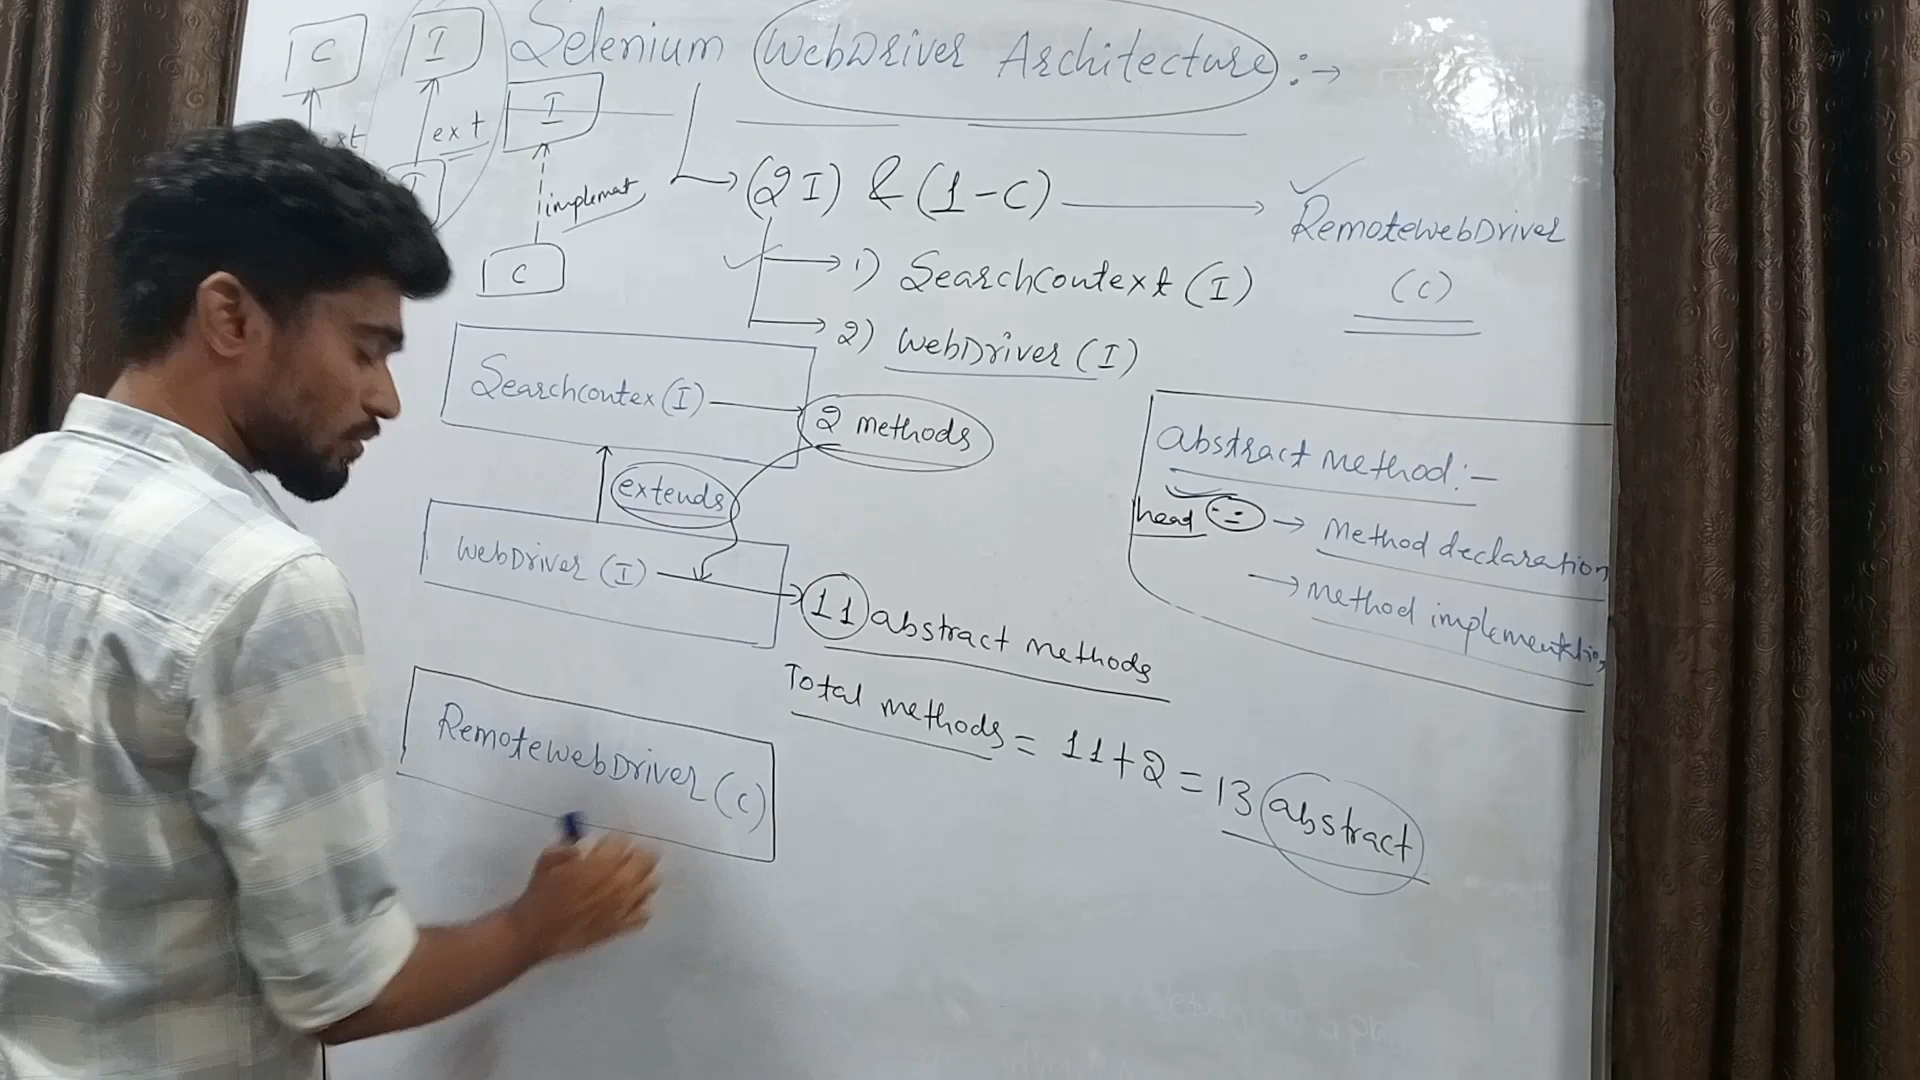 Selenium WebDriver Architecture :→
C
I
ext
ext
I
I
implement
C
(2I) & (1-C)
RemotewebDriver
(C)
1) Searchcontext (I)
2) WebDriver (I)
Searchcontex (I)
2 methods
extends
WebDriver (I)
11 abstract methods
Total methods = 11+2 = 13 abstract
RemotewebDriver (C)
abstract method :-
head → Method declaration
→ method implementation